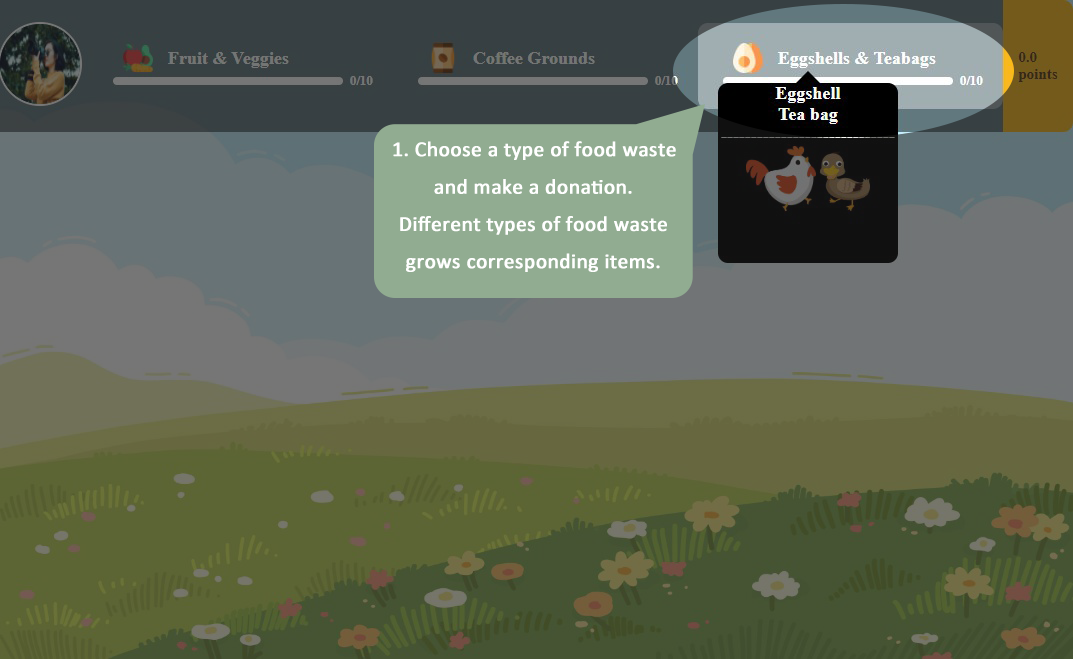 Fruit & Veggies
0/10
Coffee Grounds
0/10
Eggshells & Teabags
0/10
0.0
points
Eggshell
Tea bag
1. Choose a type of food waste
and make a donation.
Different types of food waste
grows corresponding items.